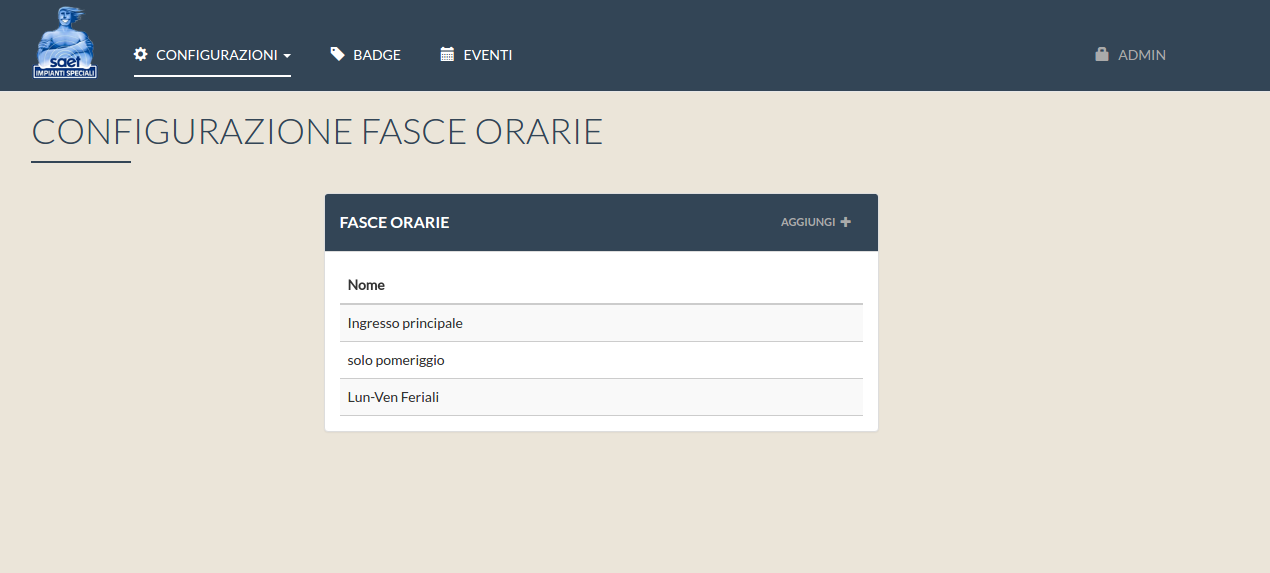 saet
IMPIANTI SPECIALI
CONFIGURAZIONI
BADGE
EVENTI
ADMIN
CONFIGURAZIONE FASCE ORARIE
FASCE ORARIE
AGGIUNGI
Nome
Ingresso principale
solo pomeriggio
Lun-Ven Feriali